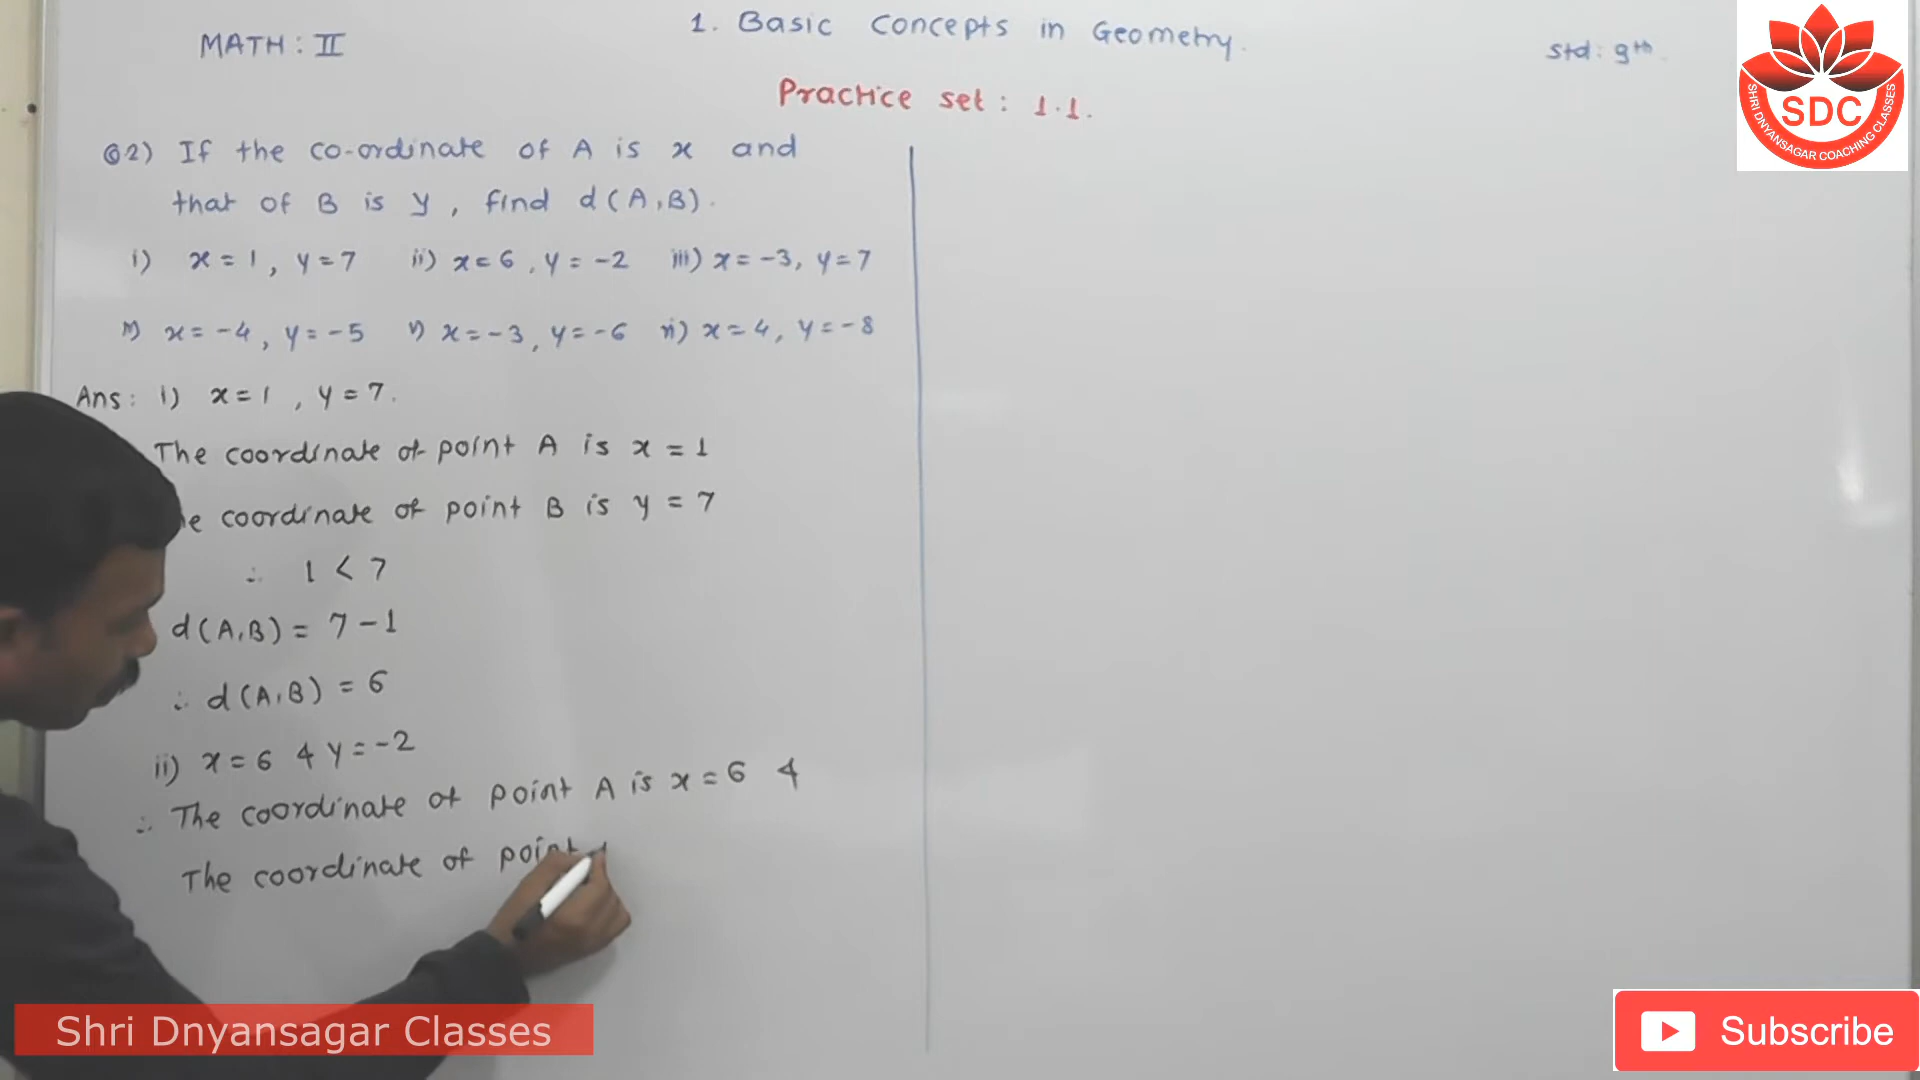 MATH: II
1. Basic Concepts in Geometry.
Std: 9th.
Practice set: 1.1.
Q2) If the co-ordinate of A is x and
that of B is y, find d(A,B).
i) x=1, y=7 ii) x=6, y=-2 iii) x=-3, y=7
iv) x=-4, y=-5 v) x=-3, y=-6 vi) x=4, y=-8
Ans: i) x=1, y=7.
The coordinate of point A is x = 1
coordinate of point B is y = 7
∴ 1 < 7
d(A,B) = 7-1
∴ d(A,B) = 6
ii) x=6 & y=-2
∴ The coordinate of point A is x=6 &
The coordinate of point
SDC
SHRI DNYANSAGAR COACHING CLASSES
Shri Dnyansagar Classes
Subscribe